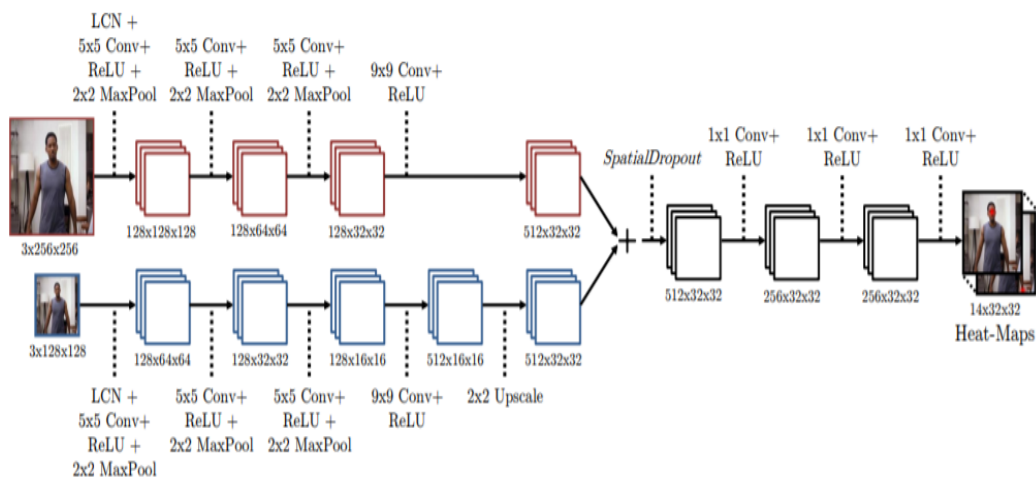 LCN +
5x5 Conv+
ReLU +
2x2 MaxPool
5x5 Conv+
ReLU +
2x2 MaxPool
5x5 Conv+
ReLU +
2x2 MaxPool
9x9 Conv+
ReLU
3x256x256
128x128x128
128x64x64
128x32x32
512x32x32
SpatialDropout
1x1 Conv+
ReLU
1x1 Conv+
ReLU
1x1 Conv+
ReLU
+
512x32x32
256x32x32
256x32x32
14x32x32
Heat-Maps
3x128x128
128x64x64
128x32x32
128x16x16
512x16x16
512x32x32
LCN +
5x5 Conv+
ReLU +
2x2 MaxPool
5x5 Conv+
ReLU +
2x2 MaxPool
5x5 Conv+
ReLU +
2x2 MaxPool
9x9 Conv+
ReLU
2x2 Upscale